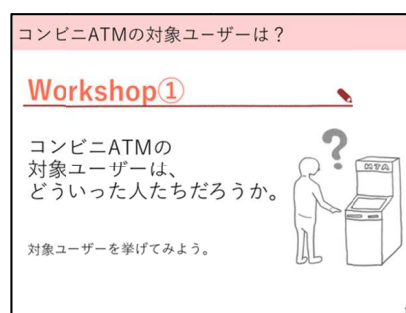 コンビニATMの対象ユーザーは？
Workshop①
コンビニATMの
対象ユーザーは、
どういった人たちだろうか。
対象ユーザーを挙げてみよう。
?